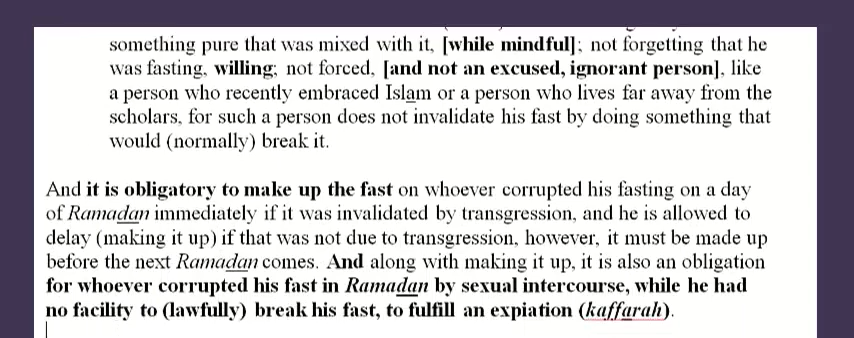 something pure that was mixed with it, [while mindful]; not forgetting that he
was fasting, willing; not forced, [and not an excused, ignorant person], like
a person who recently embraced Islam or a person who lives far away from the
scholars, for such a person does not invalidate his fast by doing something that
would (normally) break it.
And it is obligatory to make up the fast on whoever corrupted his fasting on a day
of Ramadan immediately if it was invalidated by transgression, and he is allowed to
delay (making it up) if that was not due to transgression, however, it must be made up
before the next Ramadan comes. And along with making it up, it is also an obligation
for whoever corrupted his fast in Ramadan by sexual intercourse, while he had
no facility to (lawfully) break his fast, to fulfill an expiation (kaffarah).